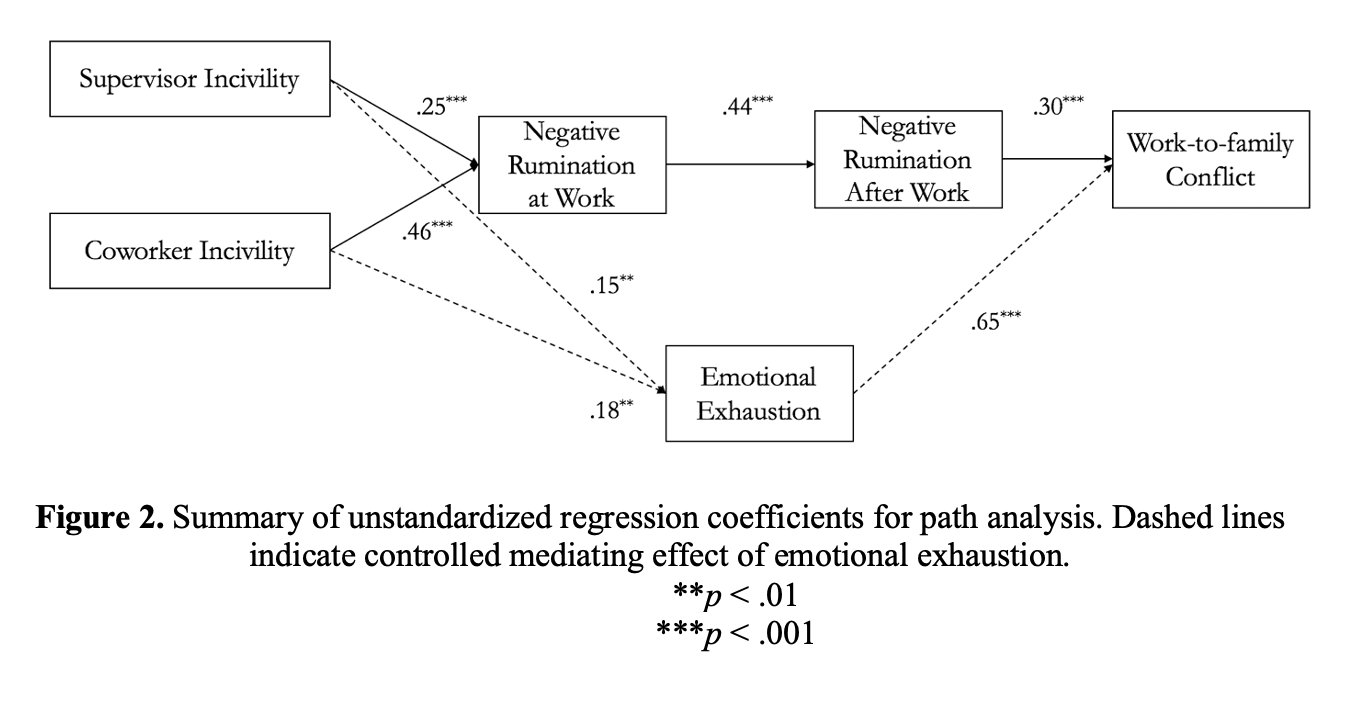 Supervisor Incivility
.25***
.44***
.30***
Negative
Rumination
at Work
Negative
Rumination
After Work
Work-to-family
Conflict
Coworker Incivility
.46***
.15**
.65***
.18**
Emotional
Exhaustion
Figure 2. Summary of unstandardized regression coefficients for path analysis. Dashed lines
indicate controlled mediating effect of emotional exhaustion.
**p < .01
***p < .001